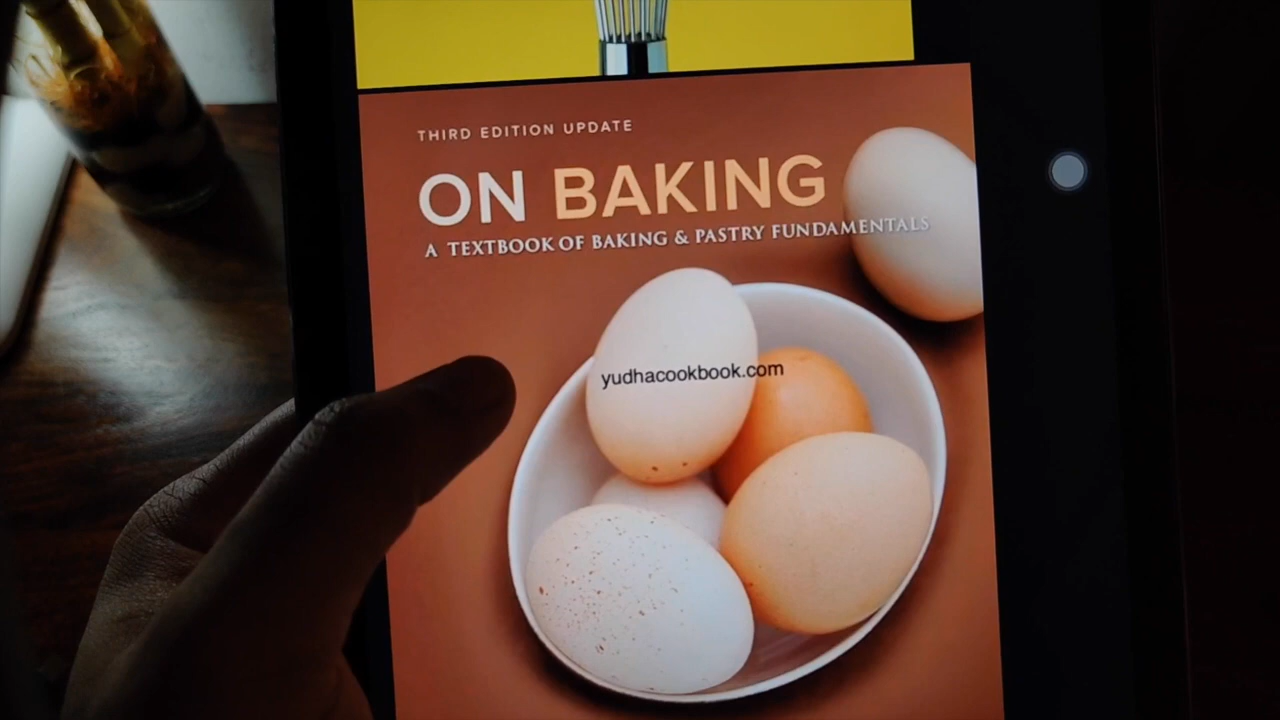 THIRD EDITION UPDATE
ON BAKING
A TEXTBOOK OF BAKING & PASTRY FUNDAMENTALS
yudhacookbook.com